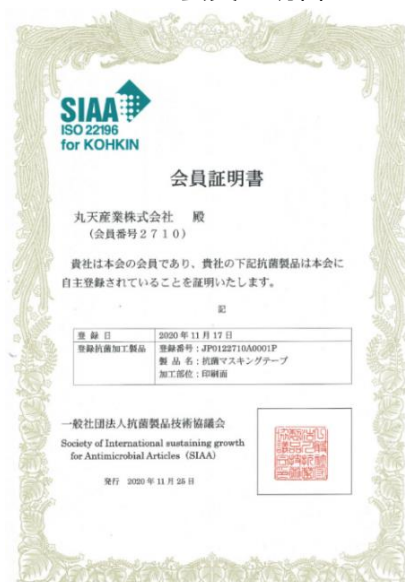 SIAA
ISO 22196
for KOHKIN
会員証明書
丸天産業株式会社 殿
(会員番号2710)
貴社は本会の会員であり、貴社の下記抗菌製品は本会に
自主登録されていることを証明いたします。
記
登録日 2020年11月17日
登録抗菌加工製品 登録番号:JP0122710A0001P
製品名:抗菌マスキングテープ
加工部位:印刷面
一般社団法人抗菌製品技術協議会
Society of International sustaining growth
for Antimicrobial Articles (SIAA)
発行 2020年11月25日